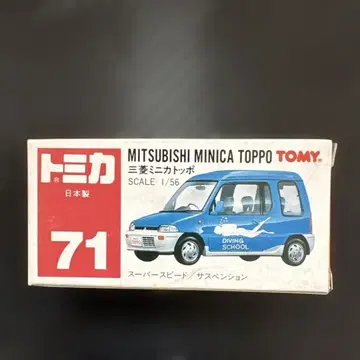 トミカ
®
日本製
71
MITSUBISHI MINICA TOPPO TOMY®
三菱ミニカトッポ
SCALE 1/56
DIVING
SCHOOL
スーパースピード/サスペンション